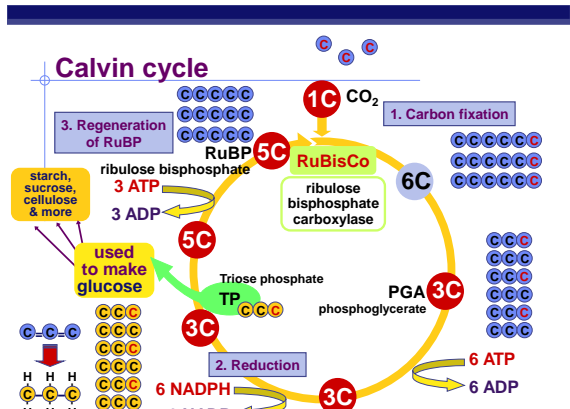 Calvin cycle
C C C
1C CO2
1. Carbon fixation
3. Regeneration
of RuBP
CCCCC
CCCCC
CCCCC
RuBP
ribulose bisphosphate
5C
RuBisCo
ribulose
bisphosphate
carboxylase
CCCCCC
CCCCCC
CCCCCC
6C
starch,
sucrose,
cellulose
& more
3 ATP
3 ADP
5C
used
to make
glucose
Triose phosphate
TP
CCC
3C
PGA
phosphoglycerate
3C
CCC
CCC
CCC
CCC
CCC
CCC
CCC
CCC
CCC
CCC
CCC
CCC
C=C=C
H H H
C-C-C
2. Reduction
6 NADPH
3C
6 ATP
6 ADP